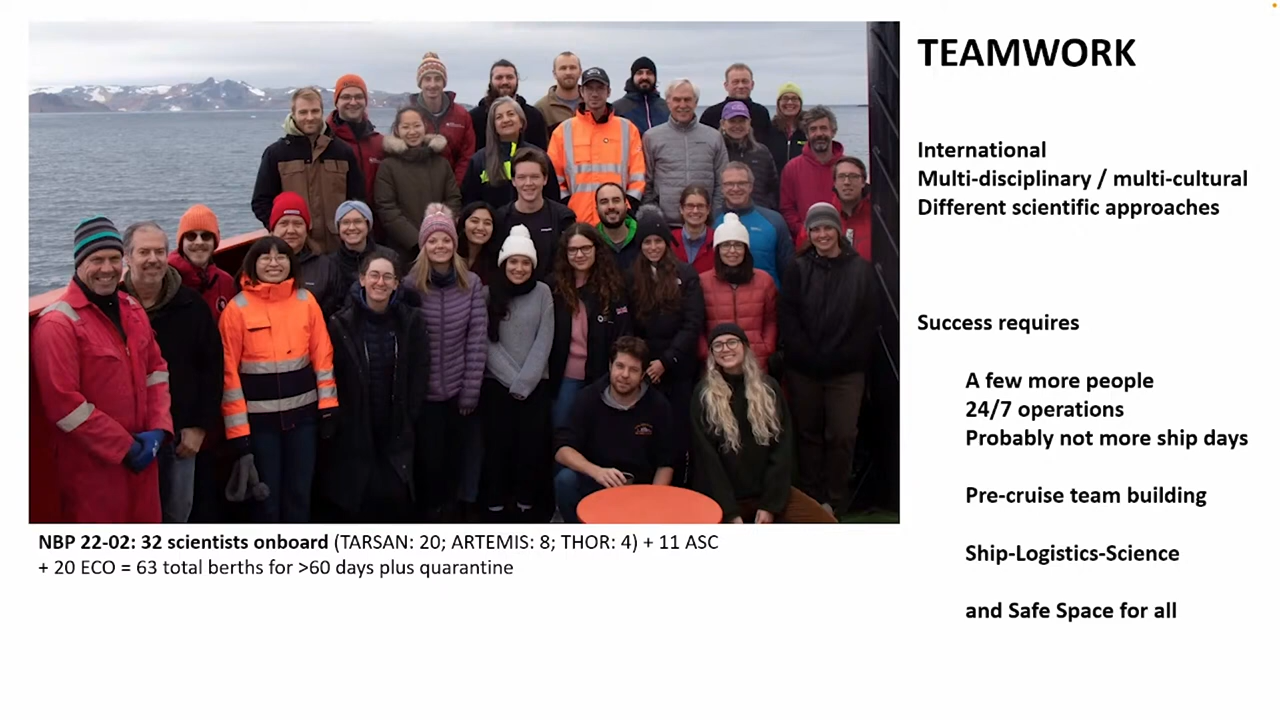 TEAMWORK
International
Multi-disciplinary / multi-cultural
Different scientific approaches
Success requires
A few more people
24/7 operations
Probably not more ship days
Pre-cruise team building
Ship-Logistics-Science
and Safe Space for all
NBP 22-02: 32 scientists onboard (TARSAN: 20; ARTEMIS: 8; THOR: 4) + 11 ASC
+ 20 ECO = 63 total berths for >60 days plus quarantine